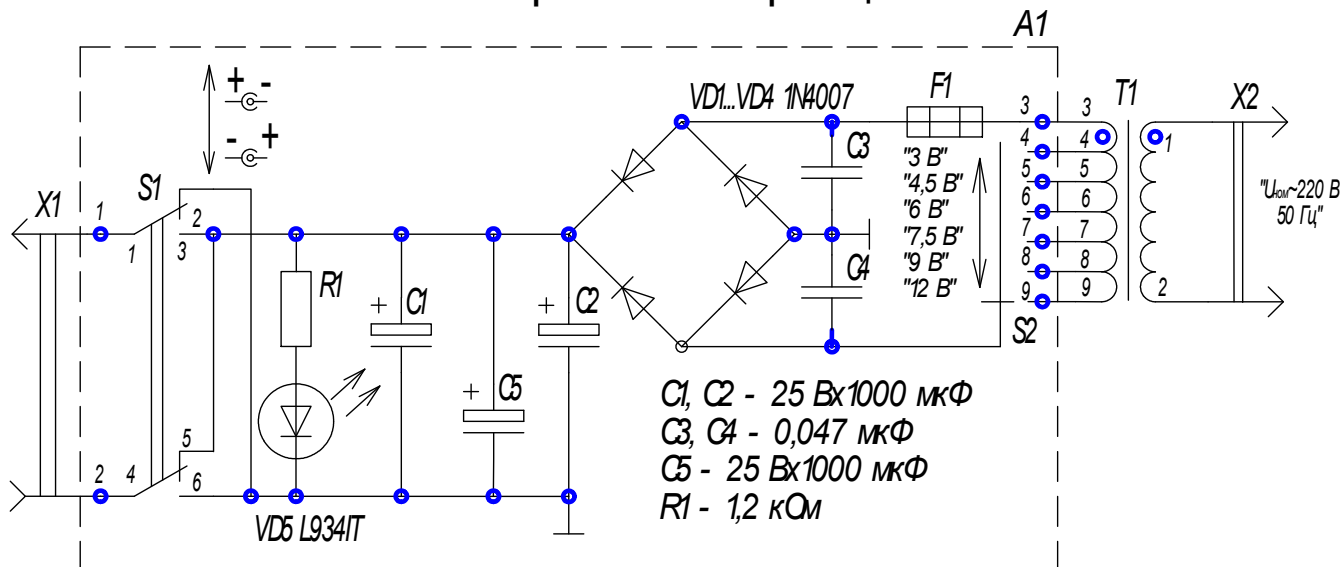 A1
+ -
- +
VD1...VD4 1N4007
F1
T1
X2
X1
S1
1
2
1
3
R1
C1
C2
C5
C3
C4
+
+
+
"3 В"
"4,5 В"
"6 В"
"7,5 В"
"9 В"
"12 В"
3
4
5
6
7
8
9
3
4
5
6
7
8
9
1
2
~220 В
50 Гц"
S2
2
4
5
6
VD5 L934IT
C1, C2 - 25 Вх1000 мкФ
C3, C4 - 0,047 мкФ
C5 - 25 Вх1000 мкФ
R1 - 1,2 кОм